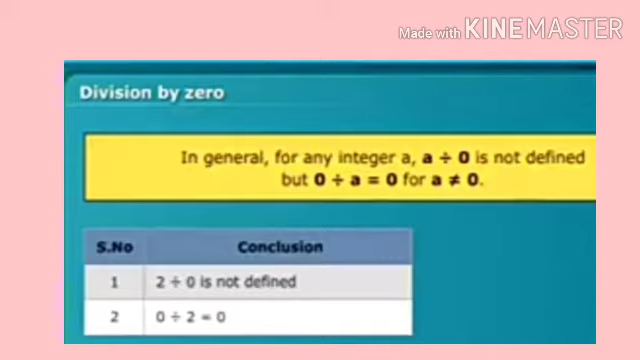 Made with KINEMASTER
Division by zero
In general, for any integer a, a ÷ 0 is not defined
but 0 ÷ a = 0 for a ≠ 0.
S.No Conclusion
1 2 ÷ 0 is not defined
2 0 ÷ 2 = 0